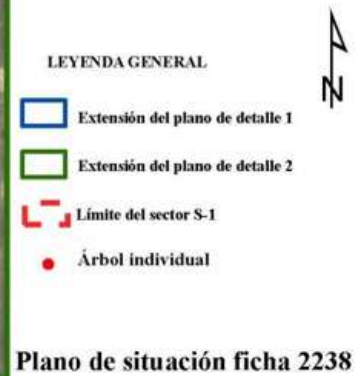 N
LEYENDA GENERAL
Extensión del plano de detalle 1
Extensión del plano de detalle 2
Límite del sector S-1
Árbol individual
Plano de situación ficha 2238